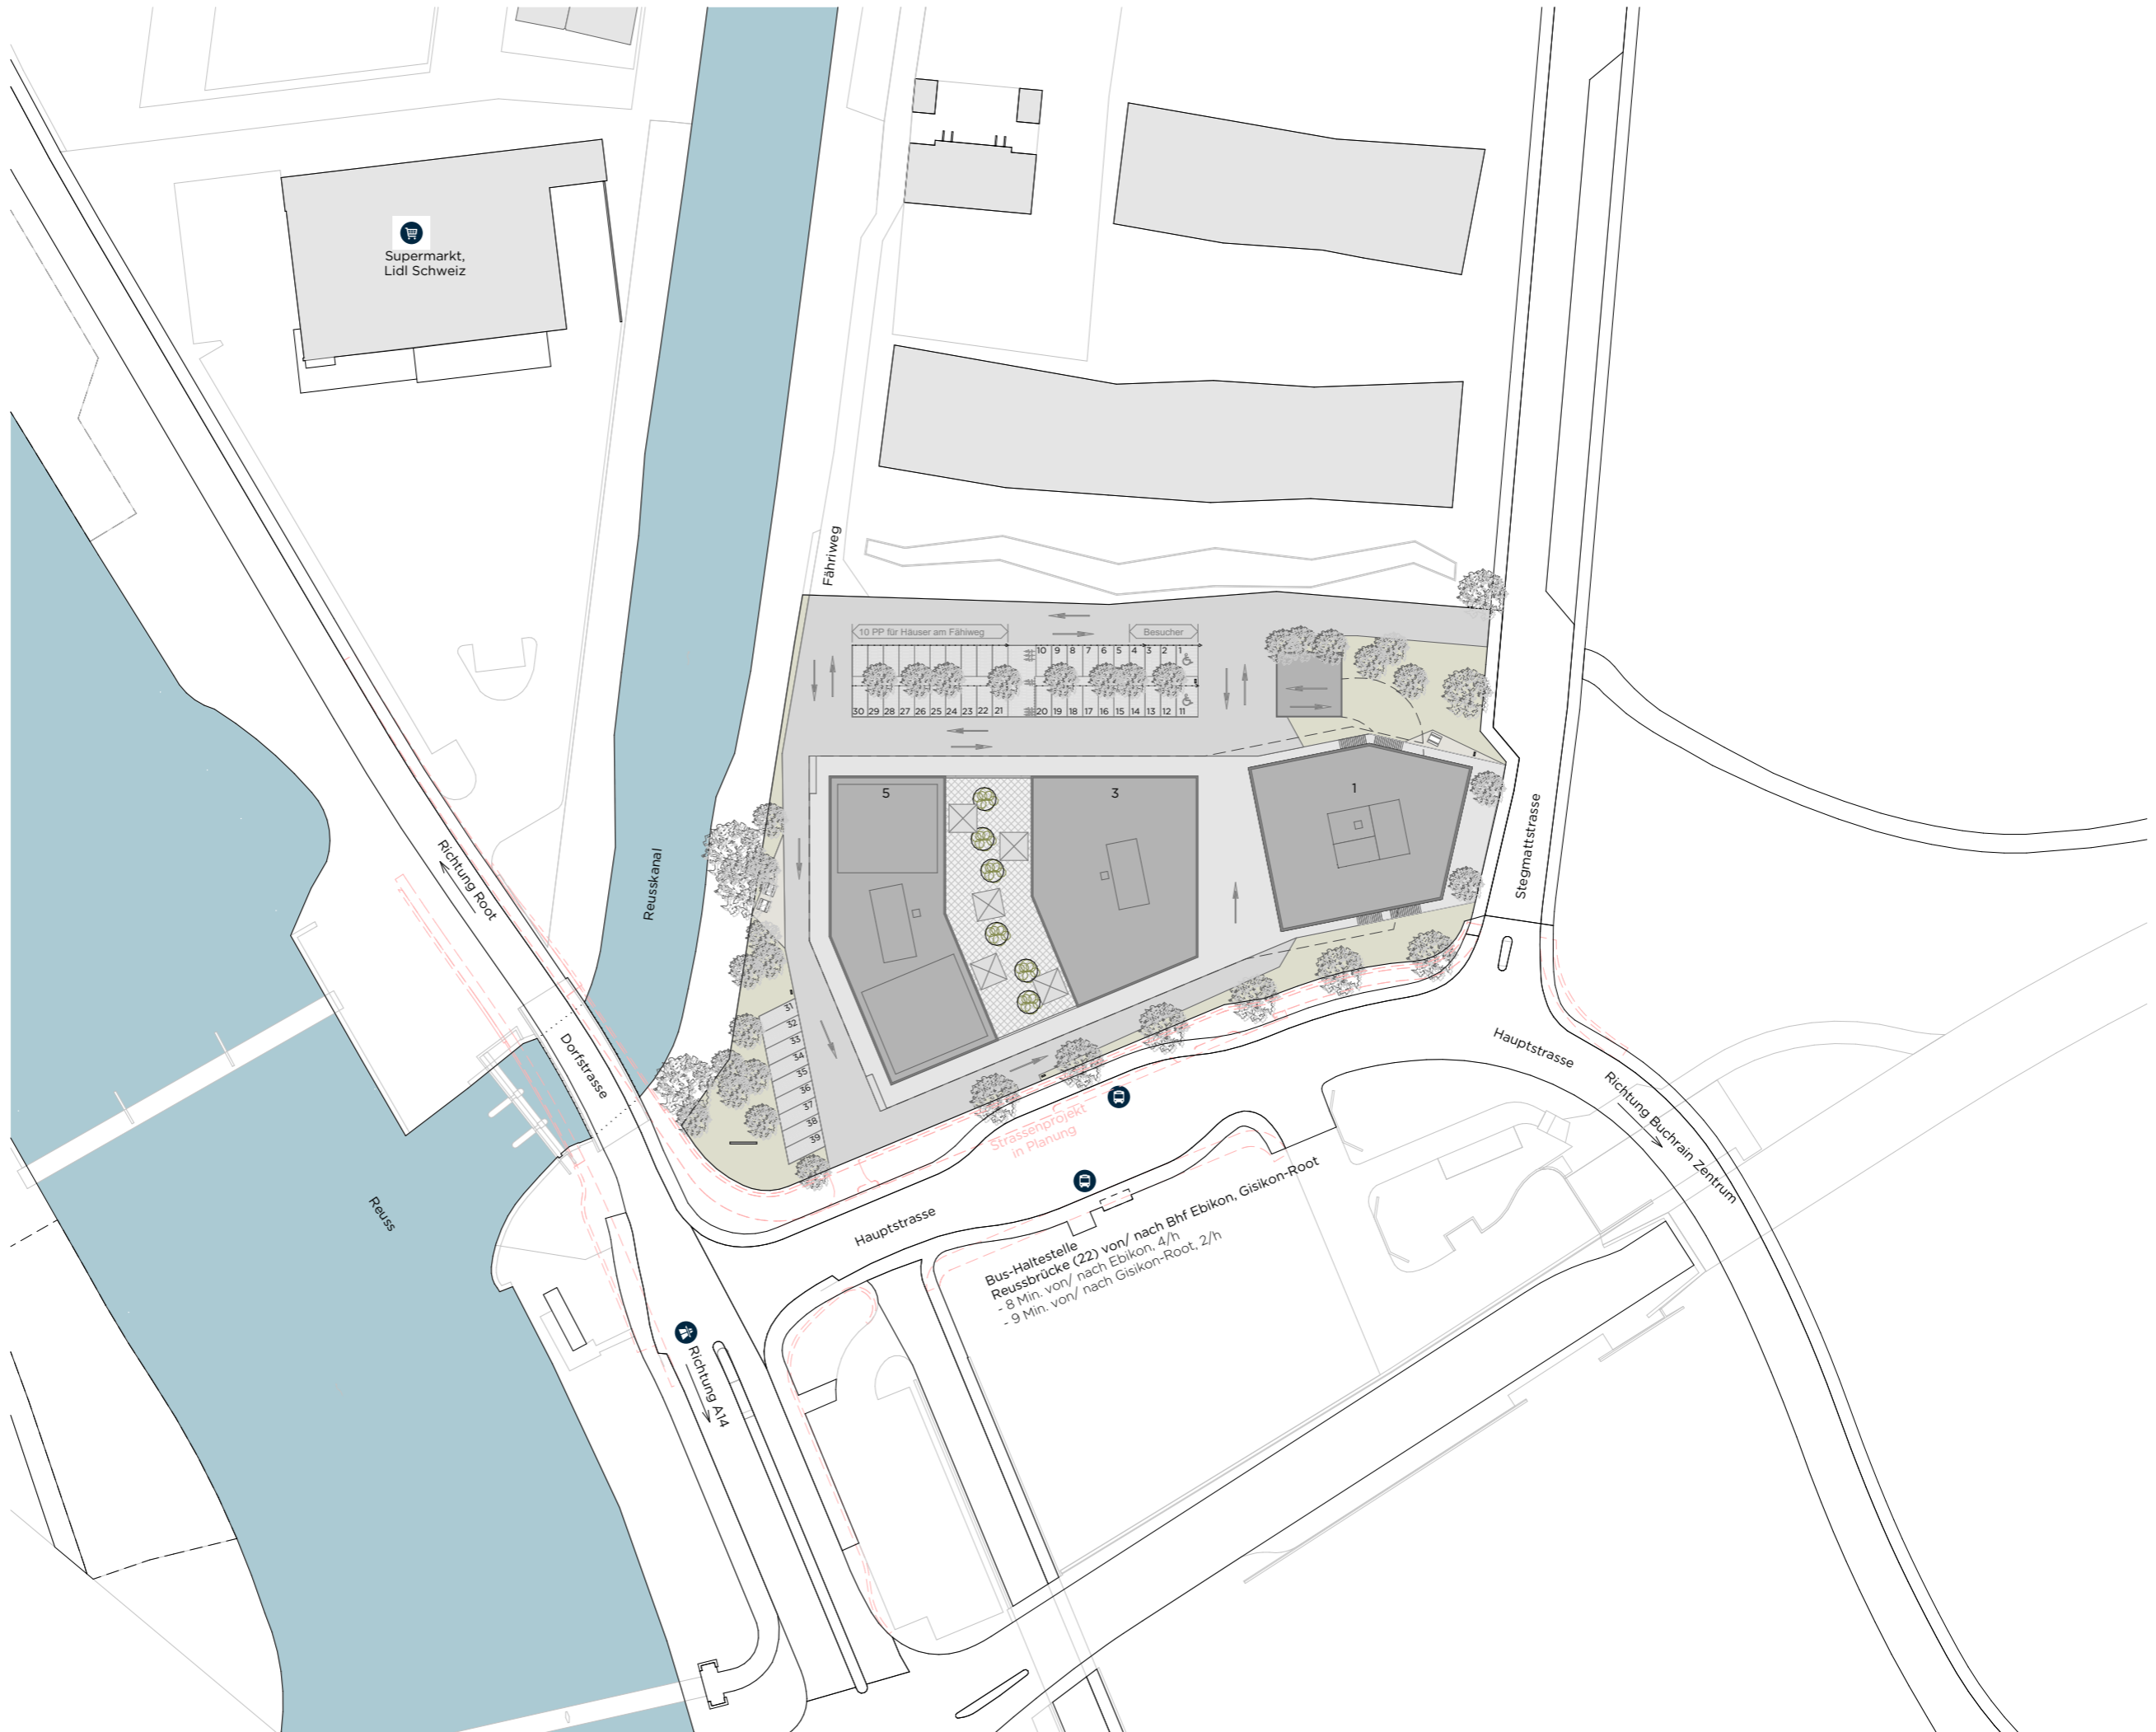 Supermarkt,
Lidl Schweiz
Fähriweg
10 PP für Häuser am Fähiweg
Besucher
10 9 8 7 6 5 4 3 2 1
30 29 28 27 26 25 24 23 22 21 20 19 18 17 16 15 14 13 12 11
5
3
1
Stegmattstrasse
Richtung Root
Reusskanal
31
32
33
34
35
36
37
38
39
Dorfstrasse
Hauptstrasse
Richtung Buchrain Zentrum
Strassenprojekt
in Planung
Reuss
Hauptstrasse
Bus-Haltestelle
Reussbrücke (22) von/ nach Bhf Ebikon, Gisikon-Root
- 8 Min. von/ nach Ebikon, 4/h
- 9 Min. von/ nach Gisikon-Root, 2/h
Richtung A14